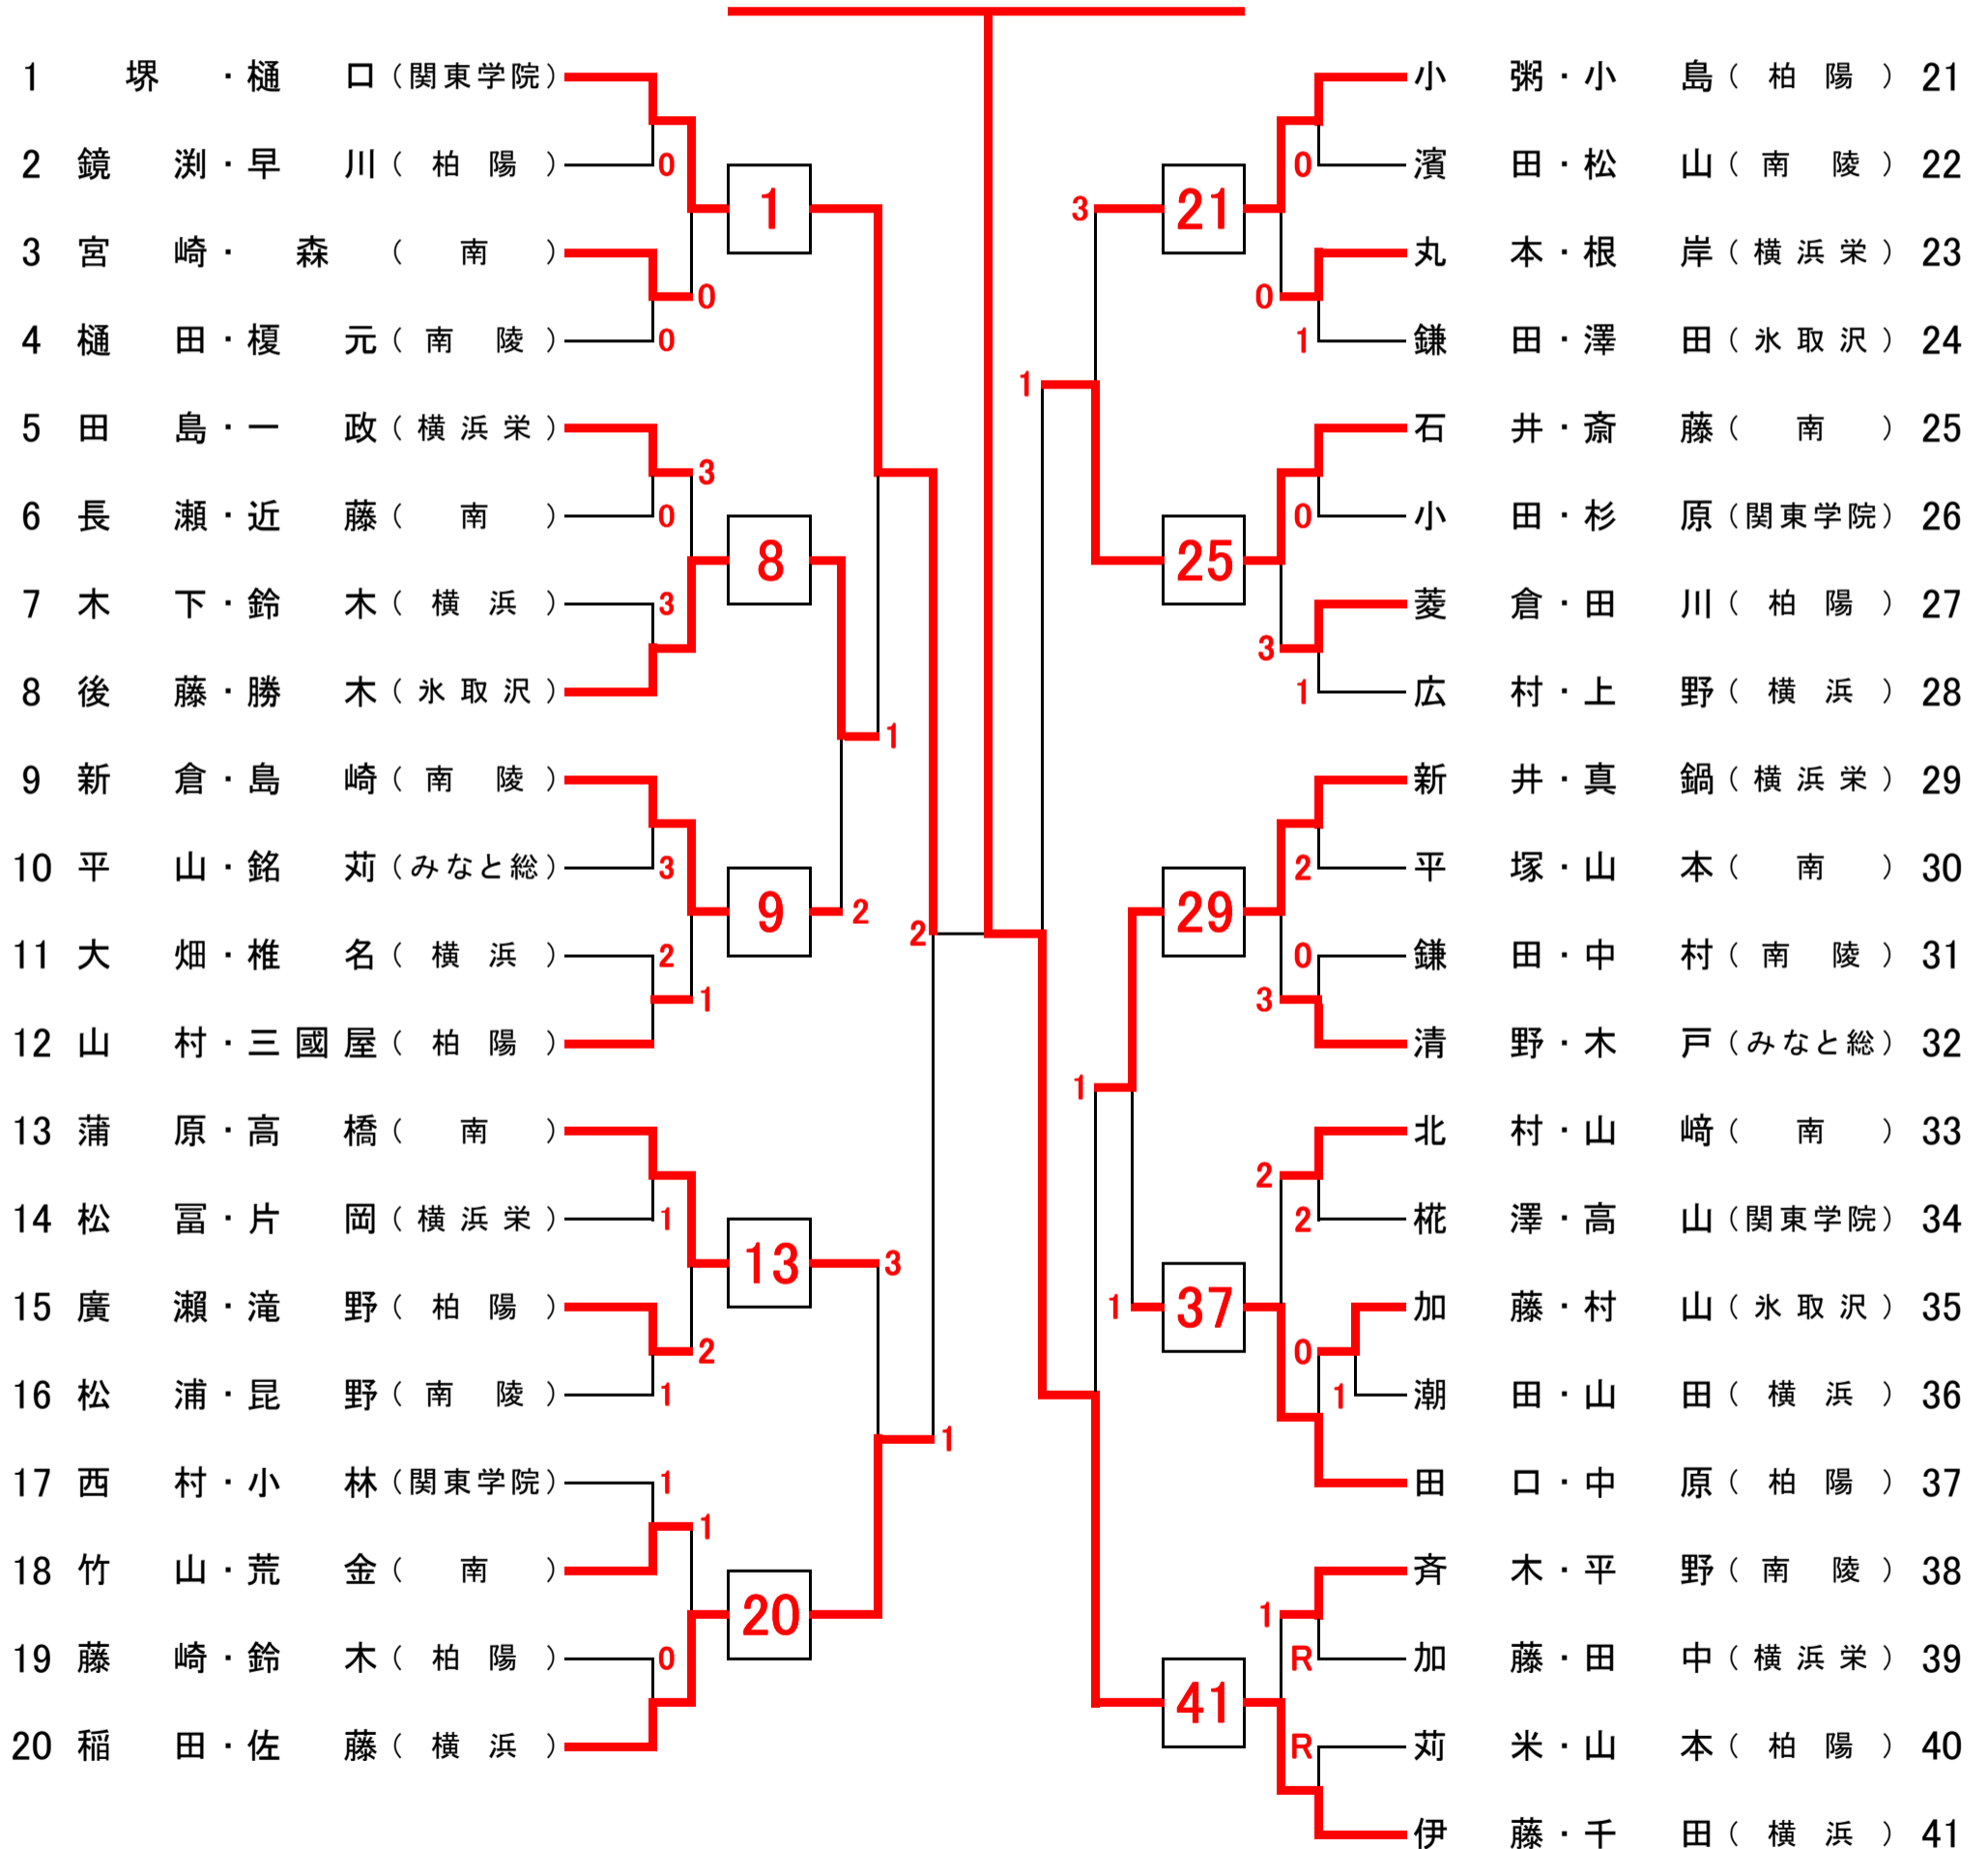 1 堺・樋口（関東学院）
2 鏡渕・早川（柏陽）
0
3 宮崎・森（南）
0
4 樋田・榎元（南陵）
0
1
5 田島・一政（横浜栄）
3
6 長瀬・近藤（南）
0
7 木下・鈴木（横浜）
3
8 後藤・勝木（氷取沢）
8
1
9 新倉・島崎（南陵）
10 平山・銘苅（みなと総）
3
9
2
11 大畑・椎名（横浜）
2
1
12 山村・三國屋（柏陽）
2
13 蒲原・高橋（南）
14 松冨・片岡（横浜栄）
1
13
3
15 廣瀬・滝野（柏陽）
2
16 松浦・昆野（南陵）
1
1
17 西村・小林（関東学院）
1
1
18 竹山・荒金（南）
20
19 藤崎・鈴木（柏陽）
0
20 稲田・佐藤（横浜）
小粥・小島（柏陽）21
0
濱田・松山（南陵）22
3
21
丸本・根岸（横浜栄）23
0
1
鎌田・澤田（氷取沢）24
1
石井・斎藤（南）25
0
小田・杉原（関東学院）26
25
菱倉・田川（柏陽）27
3
1
広村・上野（横浜）28
新井・真鍋（横浜栄）29
2
平塚・山本（南）30
29
0
鎌田・中村（南陵）31
3
清野・木戸（みなと総）32
1
北村・山﨑（南）33
2
2
椛澤・高山（関東学院）34
1
37
加藤・村山（氷取沢）35
0
1
潮田・山田（横浜）36
田口・中原（柏陽）37
斉木・平野（南陵）38
1
R
加藤・田中（横浜栄）39
41
R
苅米・山本（柏陽）40
伊藤・千田（横浜）41